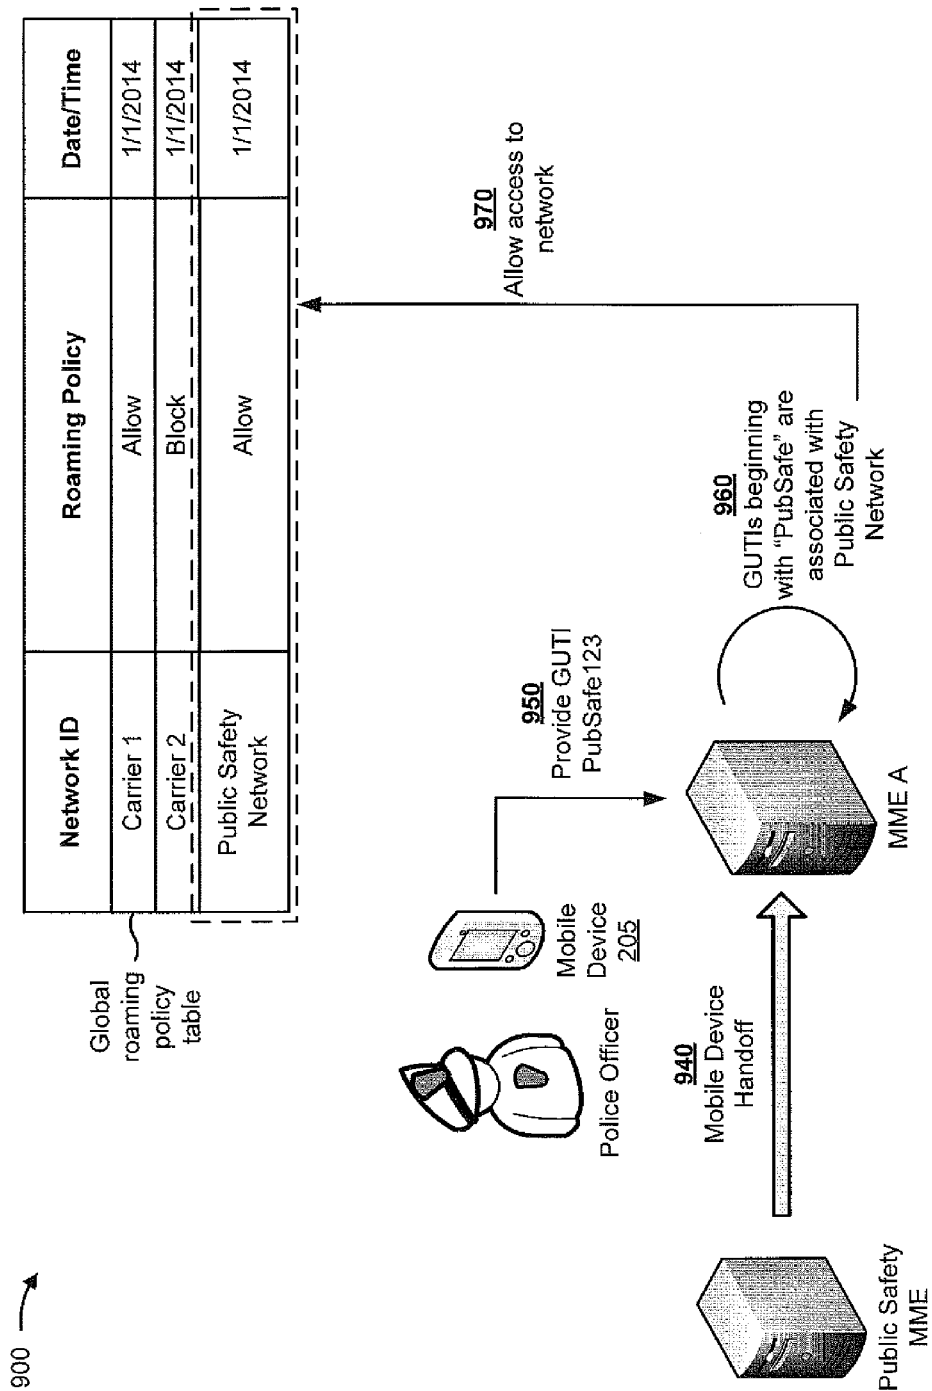 900
Global
roaming
policy
table
Network ID	Roaming Policy	Date/Time
Carrier 1	Allow	1/1/2014
Carrier 2	Block	1/1/2014
Public Safety
Network	Allow	1/1/2014
Police Officer
Mobile
Device
205
950
Provide GUTI
PubSafe123
970
Allow access to
network
940
Mobile Device
Handoff
960
GUTIs beginning
with “PubSafe” are
associated with
Public Safety
Network
Public Safety
MME
MME A